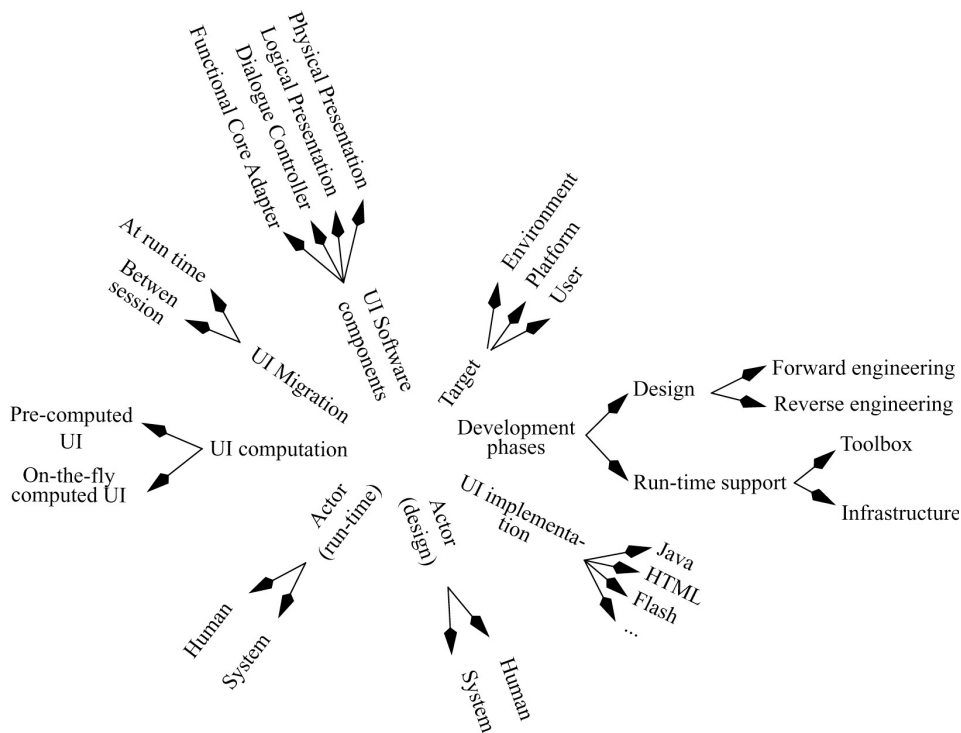 Functional Core Adapter
Dialogue Controller
Logical Presentation
Physical Presentation
UI Software
components
Environment
Platform
User
Target
At run time
Betwen
session
UI Migration
Pre-computed
UI
On-the-fly
computed UI
UI computation
Development
phases
Design
Forward engineering
Reverse engineering
Run-time support
Toolbox
Infrastructure
UI implementa-
tion
Java
HTML
Flash
...
Actor
(design)
System
Human
Actor
(run-time)
Human
System